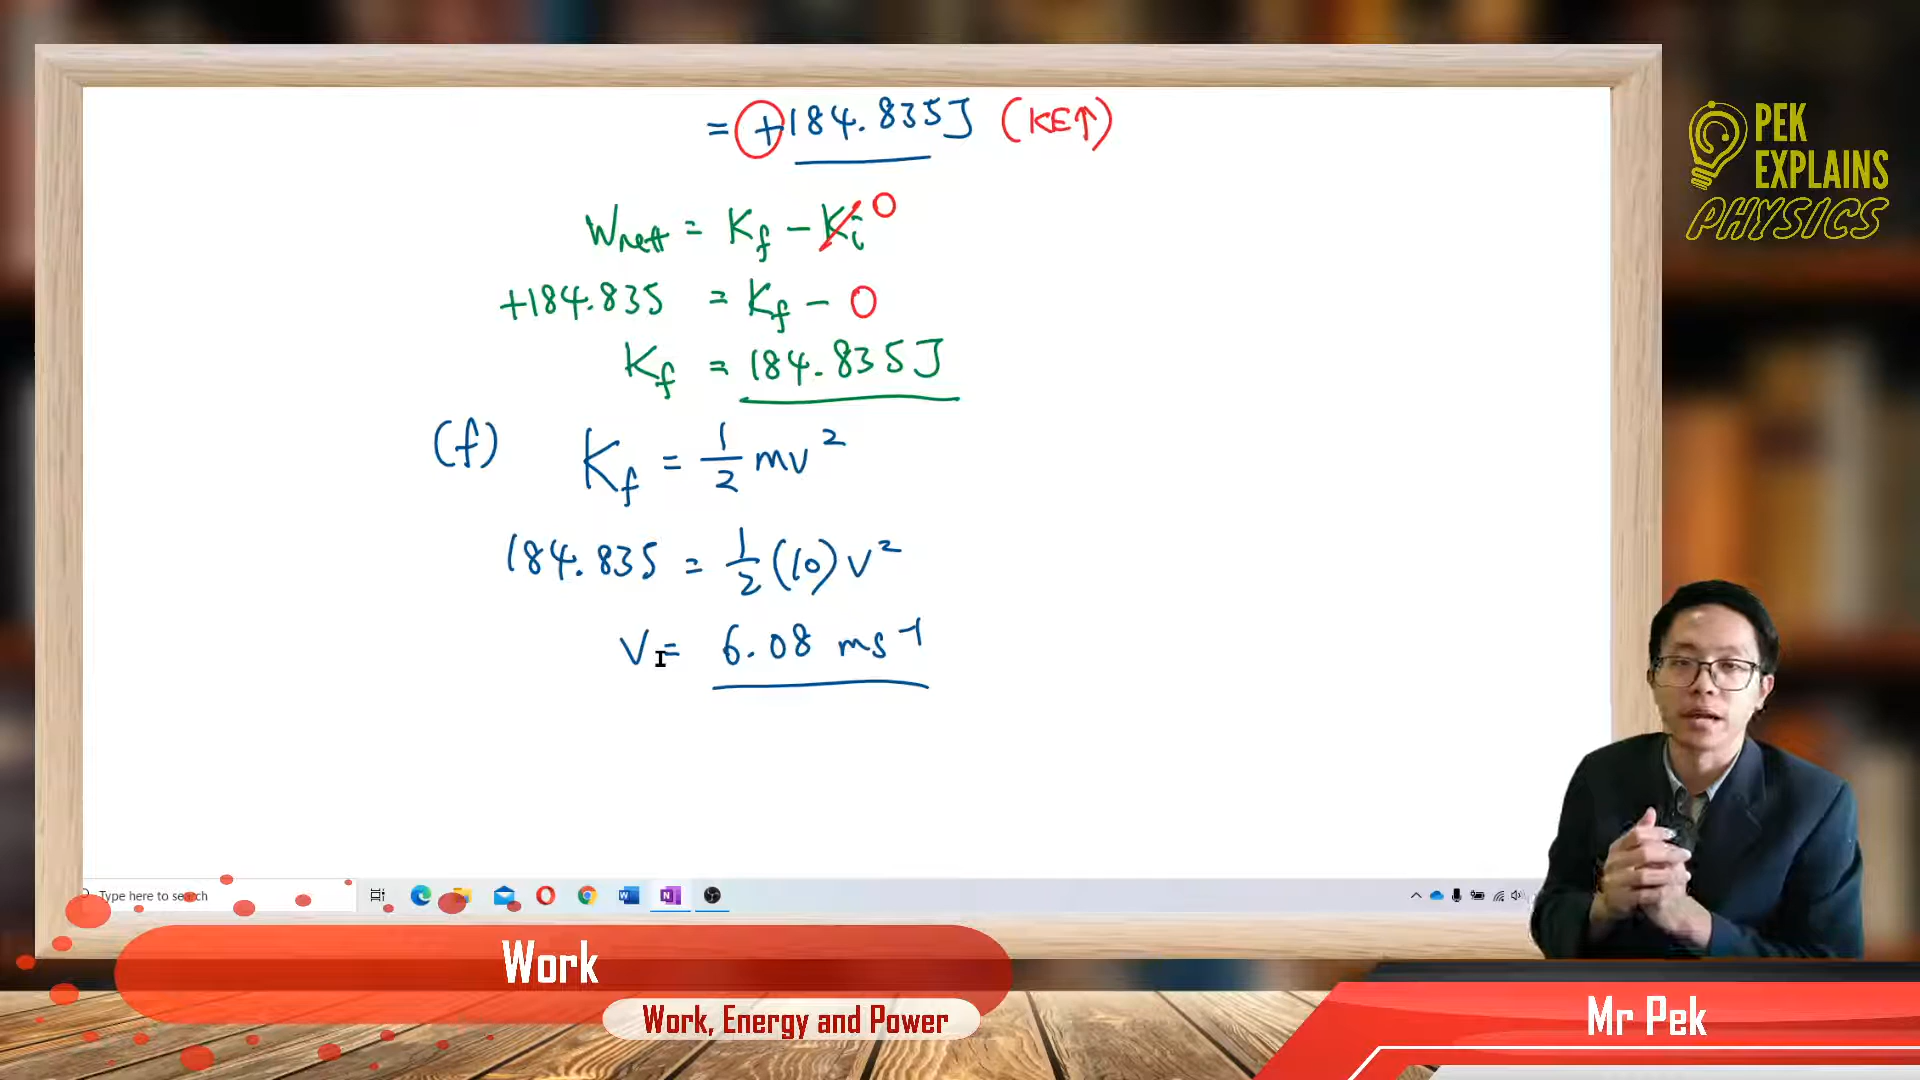 = +184.835J (KE↑)
Wnett = Kf - Ki 0
+184.835 = Kf - 0
Kf = 184.835J
(f) Kf = 1/2 mv²
184.835 = 1/2 (10) v²
v = 6.08 ms⁻¹
PEK
EXPLAINS
PHYSICS
Type here to search
Work
Work, Energy and Power
Mr Pek